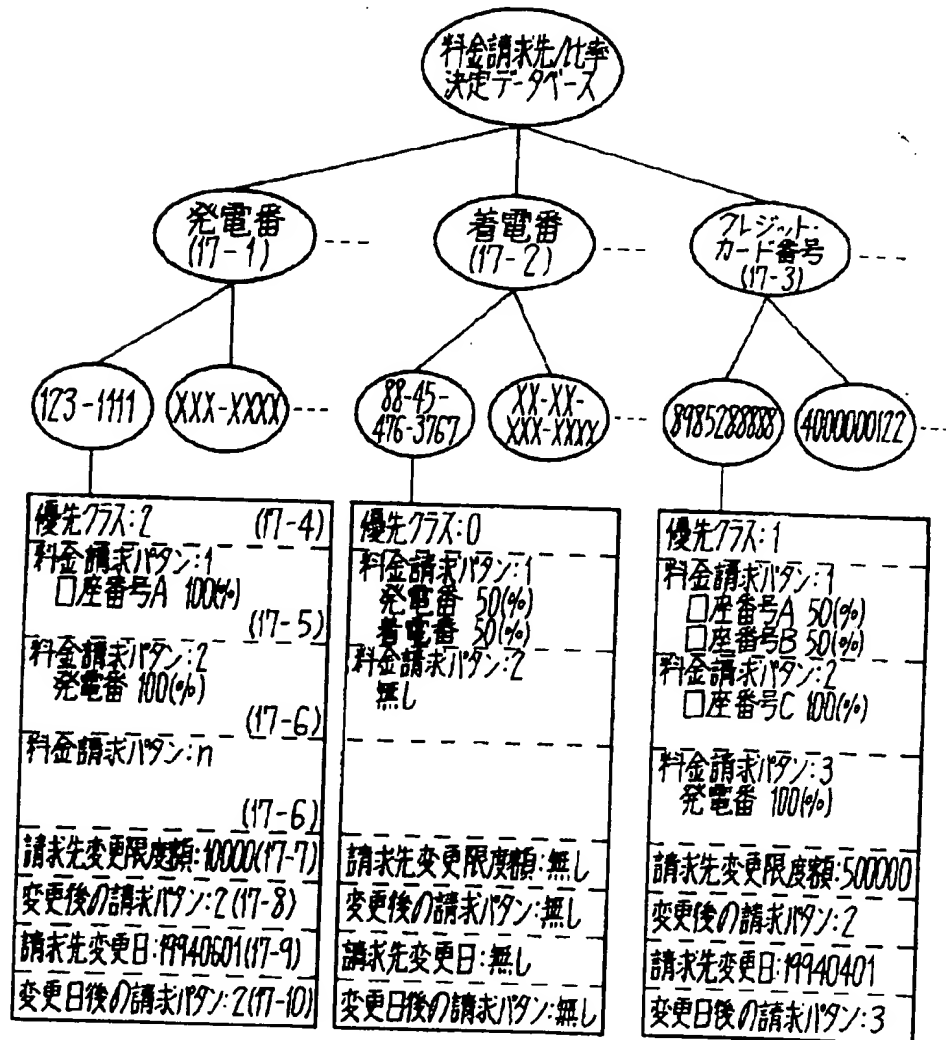 料金請求先/比率
決定データベース
発電番
(17-1)
着電番
(17-2)
クレジット・
カード番号
(17-3)
123-1111
XXX-XXXX
88-45-
476-3767
XX-XX-
XXX-XXXX
8985288888
4000000122
優先クラス:2 (17-4)
料金請求パタン:1
口座番号A 100(%)
(17-5)
料金請求パタン:2
発電番 100(%)
(17-6)
料金請求パタン:n
(17-6)
請求先変更限度額:10000(17-7)
変更後の請求パタン:2(17-8)
請求先変更日:19940601(17-9)
変更日後の請求パタン:2(17-10)
優先クラス:0
料金請求パタン:1
発電番 50(%)
着電番 50(%)
料金請求パタン:2
無し
請求先変更限度額:無し
変更後の請求パタン:無し
請求先変更日:無し
変更日後の請求パタン:無し
優先クラス:1
料金請求パタン:1
口座番号A 50(%)
口座番号B 50(%)
料金請求パタン:2
口座番号C 100(%)
料金請求パタン:3
発電番 100(%)
請求先変更限度額:500000
変更後の請求パタン:2
請求先変更日:19940401
変更日後の請求パタン:3